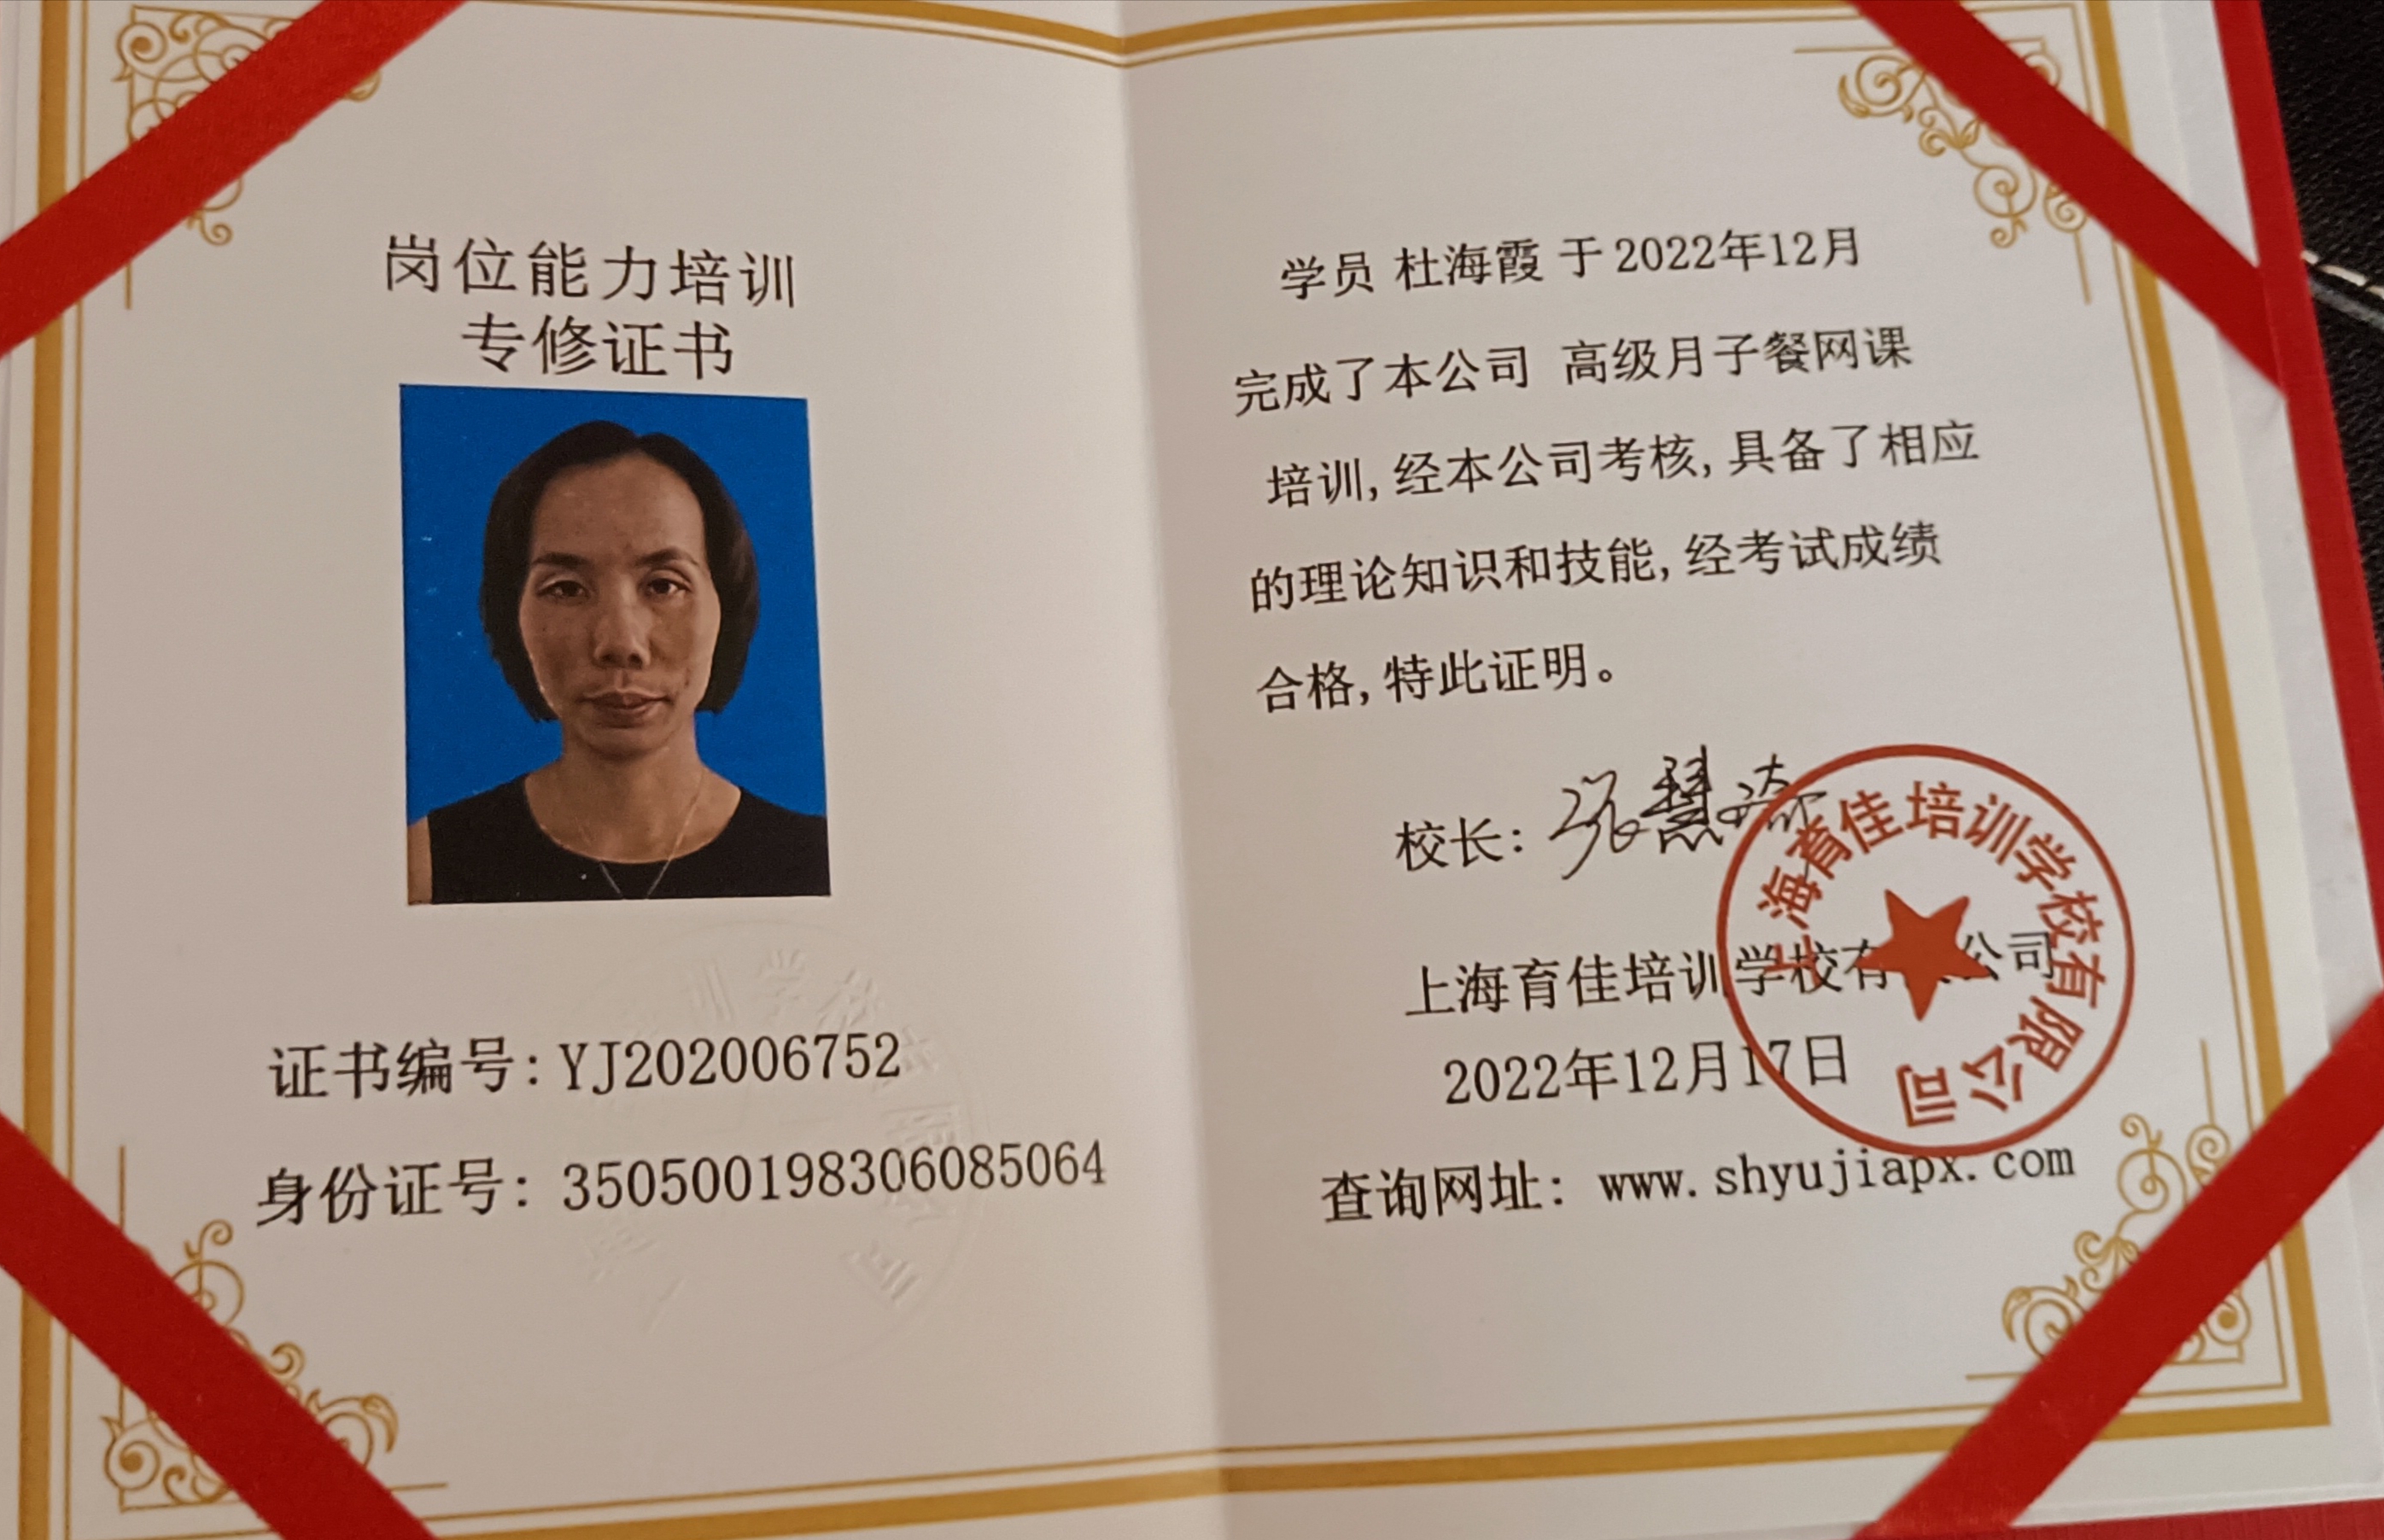 岗位能力培训
专修证书
证书编号:YJ202006752
身份证号: 350500198306085064
学员 杜海霞 于 2022年12月
完成了本公司 高级月子餐网课
培训,经本公司考核,具备了相应
的理论知识和技能,经考试成绩
合格,特此证明。
校长:
上海育佳培训学校有限公司
2022年12月17日
查询网址: www.shyujiapx.com
上海育佳培训学校有限公司